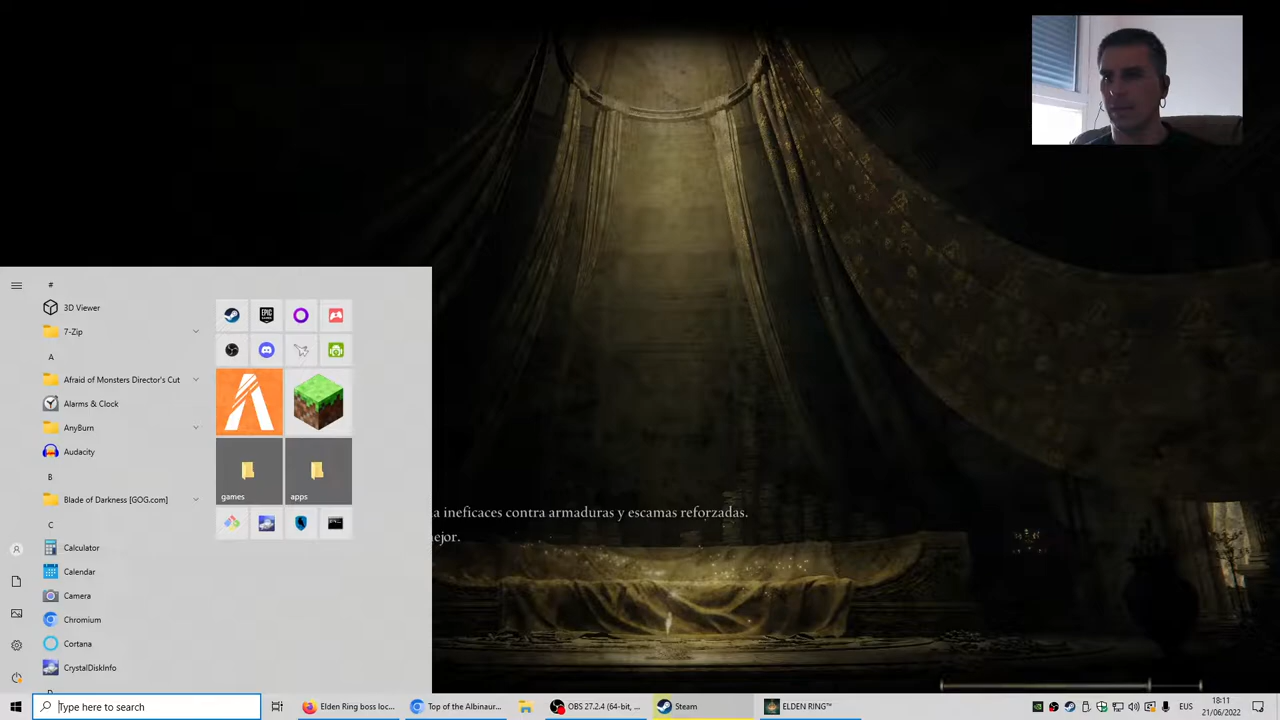 #
3D Viewer
7-Zip
A
Afraid of Monsters Director's Cut
Alarms & Clock
AnyBurn
Audacity
B
Blade of Darkness [GOG.com]
C
Calculator
Calendar
Camera
Chromium
Cortana
CrystalDiskInfo
EPIC
games
apps
a ineficaces contra armaduras y escamas reforzadas.
ejor.
Type here to search
Elden Ring boss loc...
Top of the Albinaur...
OBS 27.2.4 (64-bit, ...
Steam
ELDEN RING™
EUS
18:11
21/06/2022